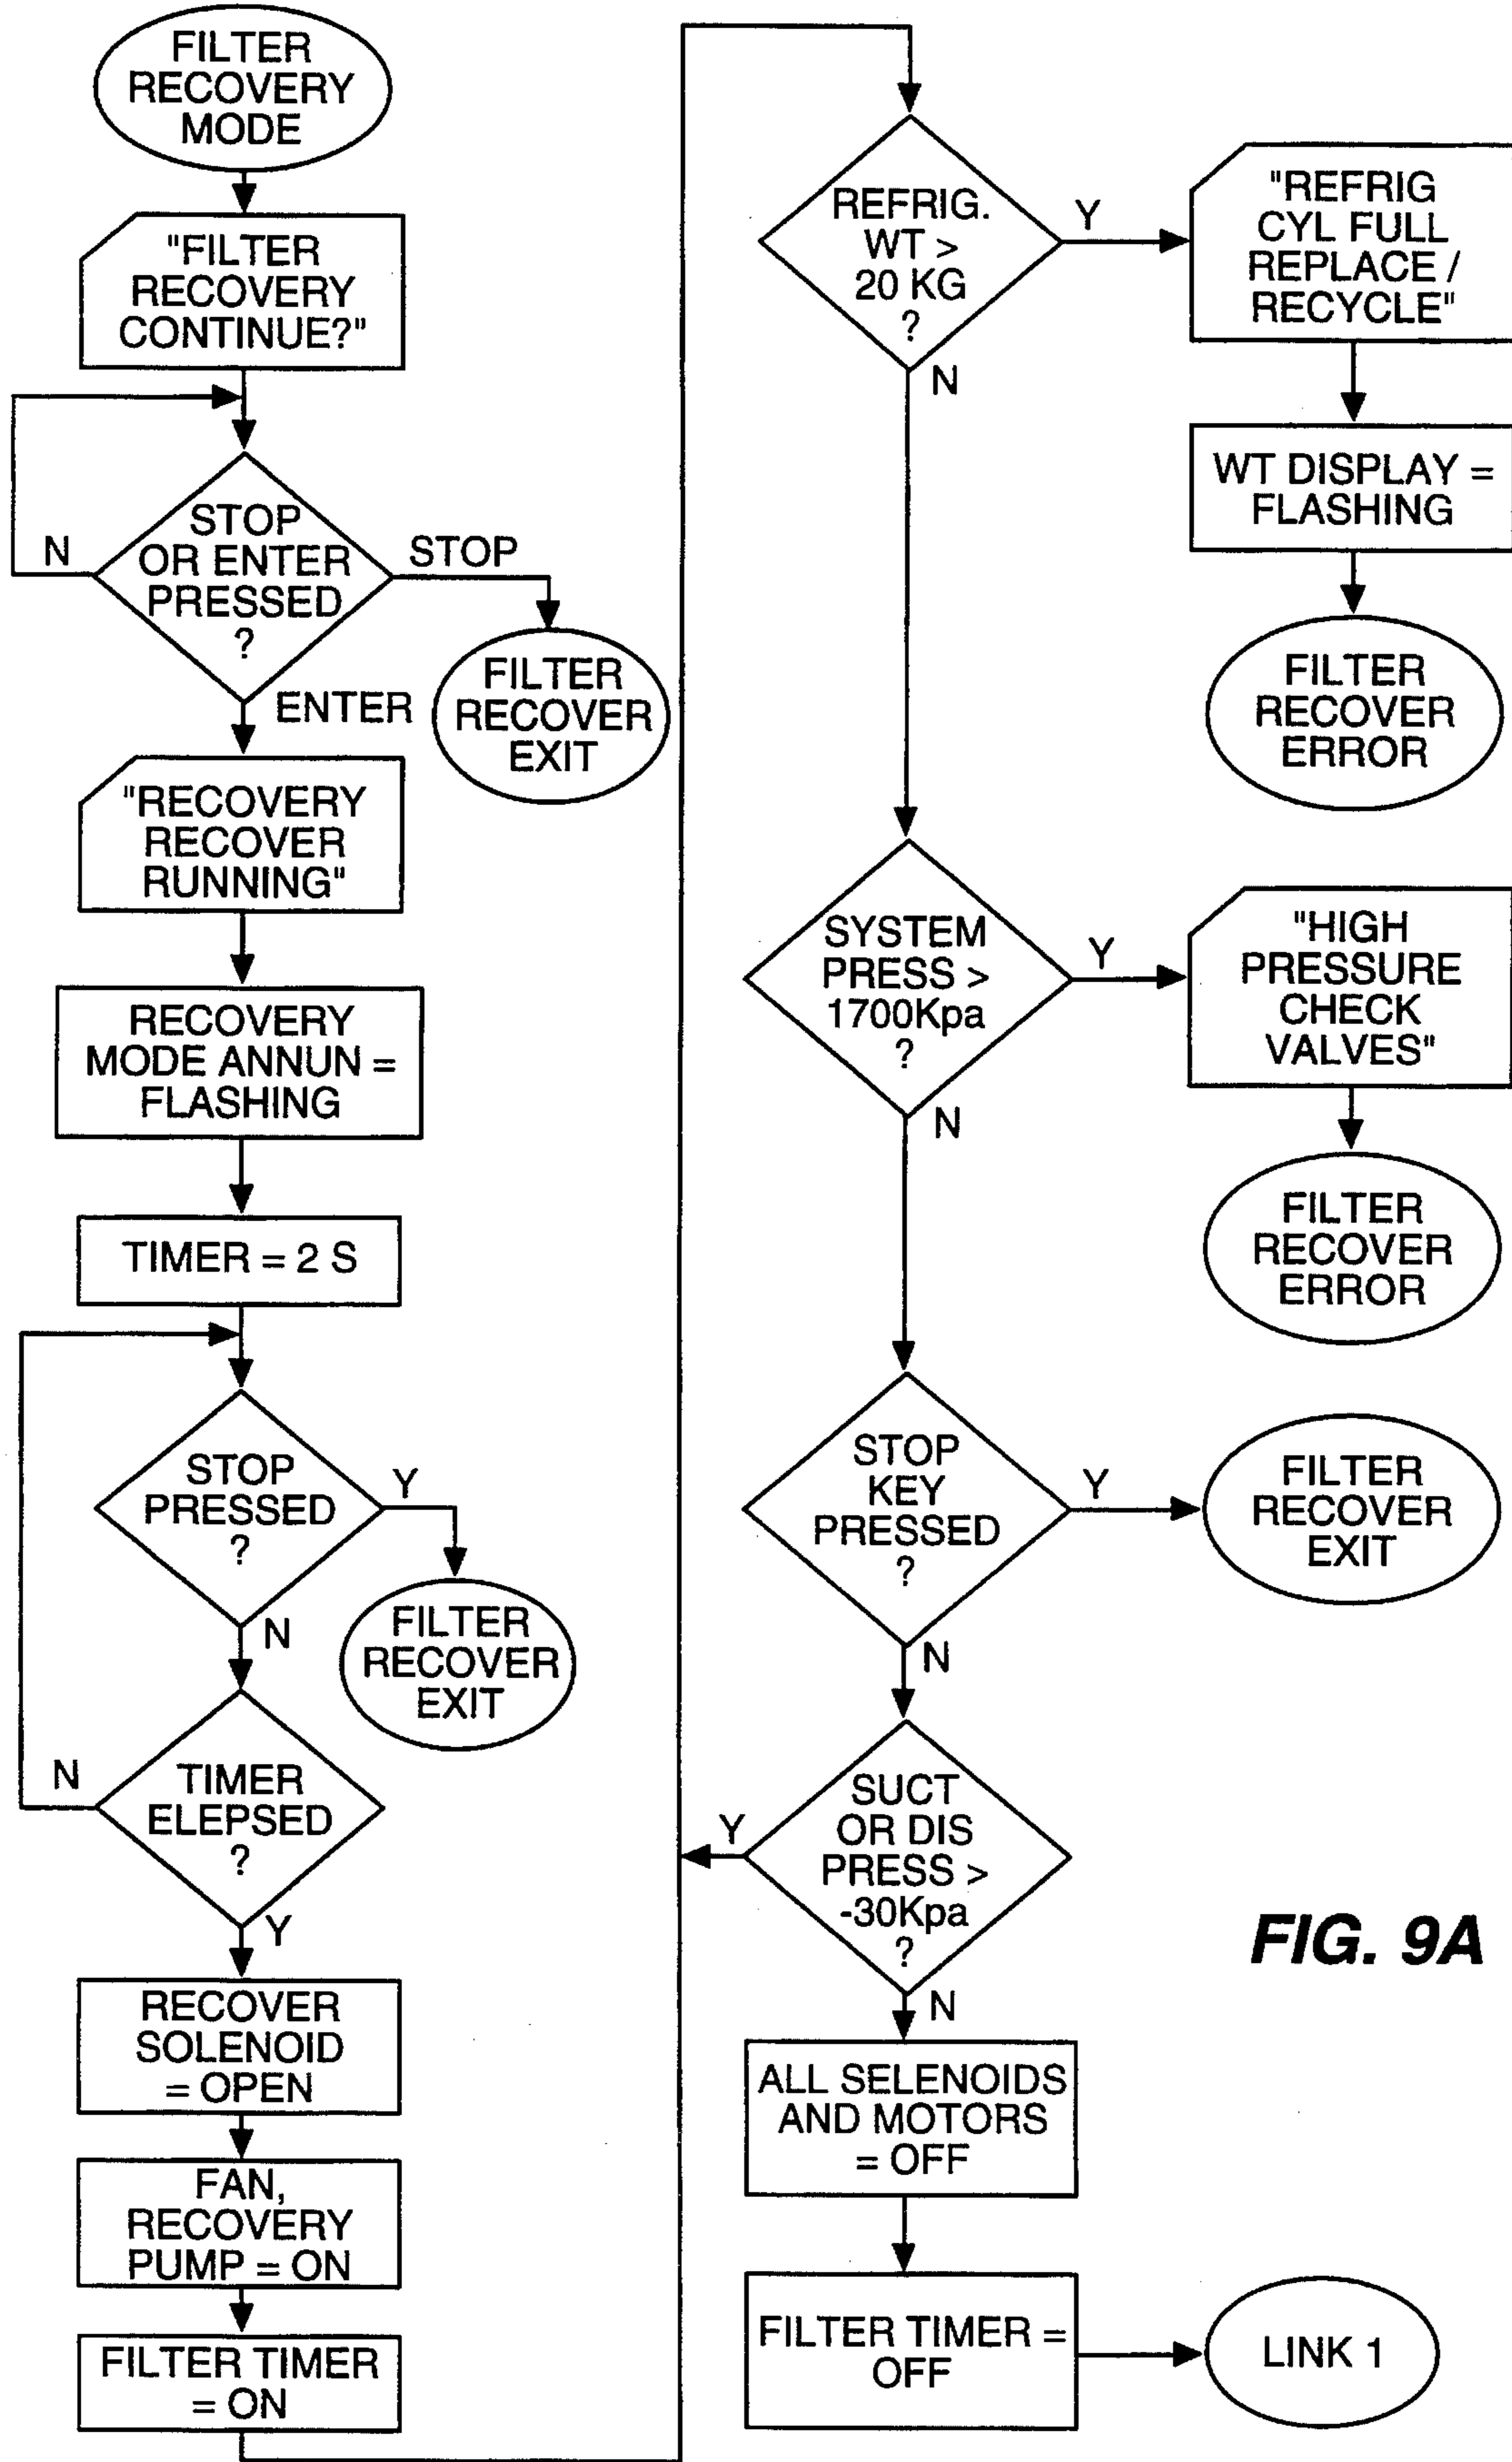 FILTER
RECOVERY
MODE
"FILTER
RECOVERY
CONTINUE?"
STOP
OR ENTER
PRESSED
?
N
STOP
FILTER
RECOVER
EXIT
ENTER
"RECOVERY
RECOVER
RUNNING"
RECOVERY
MODE ANNUN =
FLASHING
TIMER = 2 S
STOP
PRESSED
?
Y
FILTER
RECOVER
EXIT
N
TIMER
ELEPSED
?
N
Y
RECOVER
SOLENOID
= OPEN
FAN,
RECOVERY
PUMP = ON
FILTER TIMER
= ON
REFRIG.
WT >
20 KG
?
Y
"REFRIG
CYL FULL
REPLACE /
RECYCLE"
WT DISPLAY =
FLASHING
FILTER
RECOVER
ERROR
N
SYSTEM
PRESS >
1700Kpa
?
Y
"HIGH
PRESSURE
CHECK
VALVES"
FILTER
RECOVER
ERROR
N
STOP
KEY
PRESSED
?
Y
FILTER
RECOVER
EXIT
N
SUCT
OR DIS
PRESS >
-30Kpa
?
Y
N
ALL SELENOIDS
AND MOTORS
= OFF
FILTER TIMER =
OFF
LINK 1
FIG. 9A